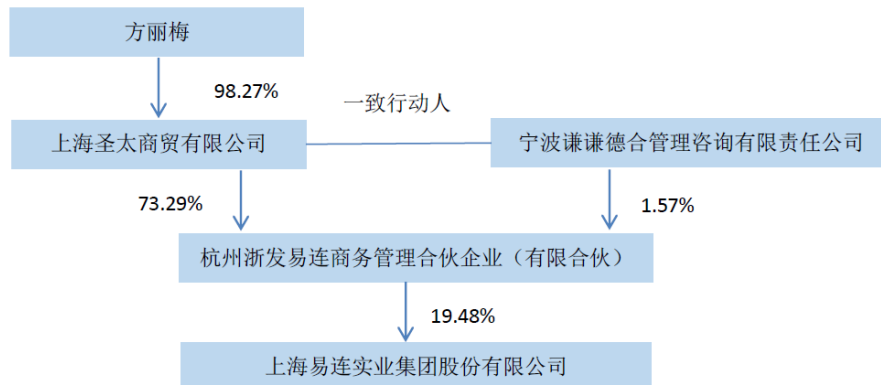 方丽梅
98.27%
一致行动人
上海圣太商贸有限公司
宁波谦谦德合管理咨询有限责任公司
73.29%
1.57%
杭州浙发易连商务管理合伙企业（有限合伙）
19.48%
上海易连实业集团股份有限公司